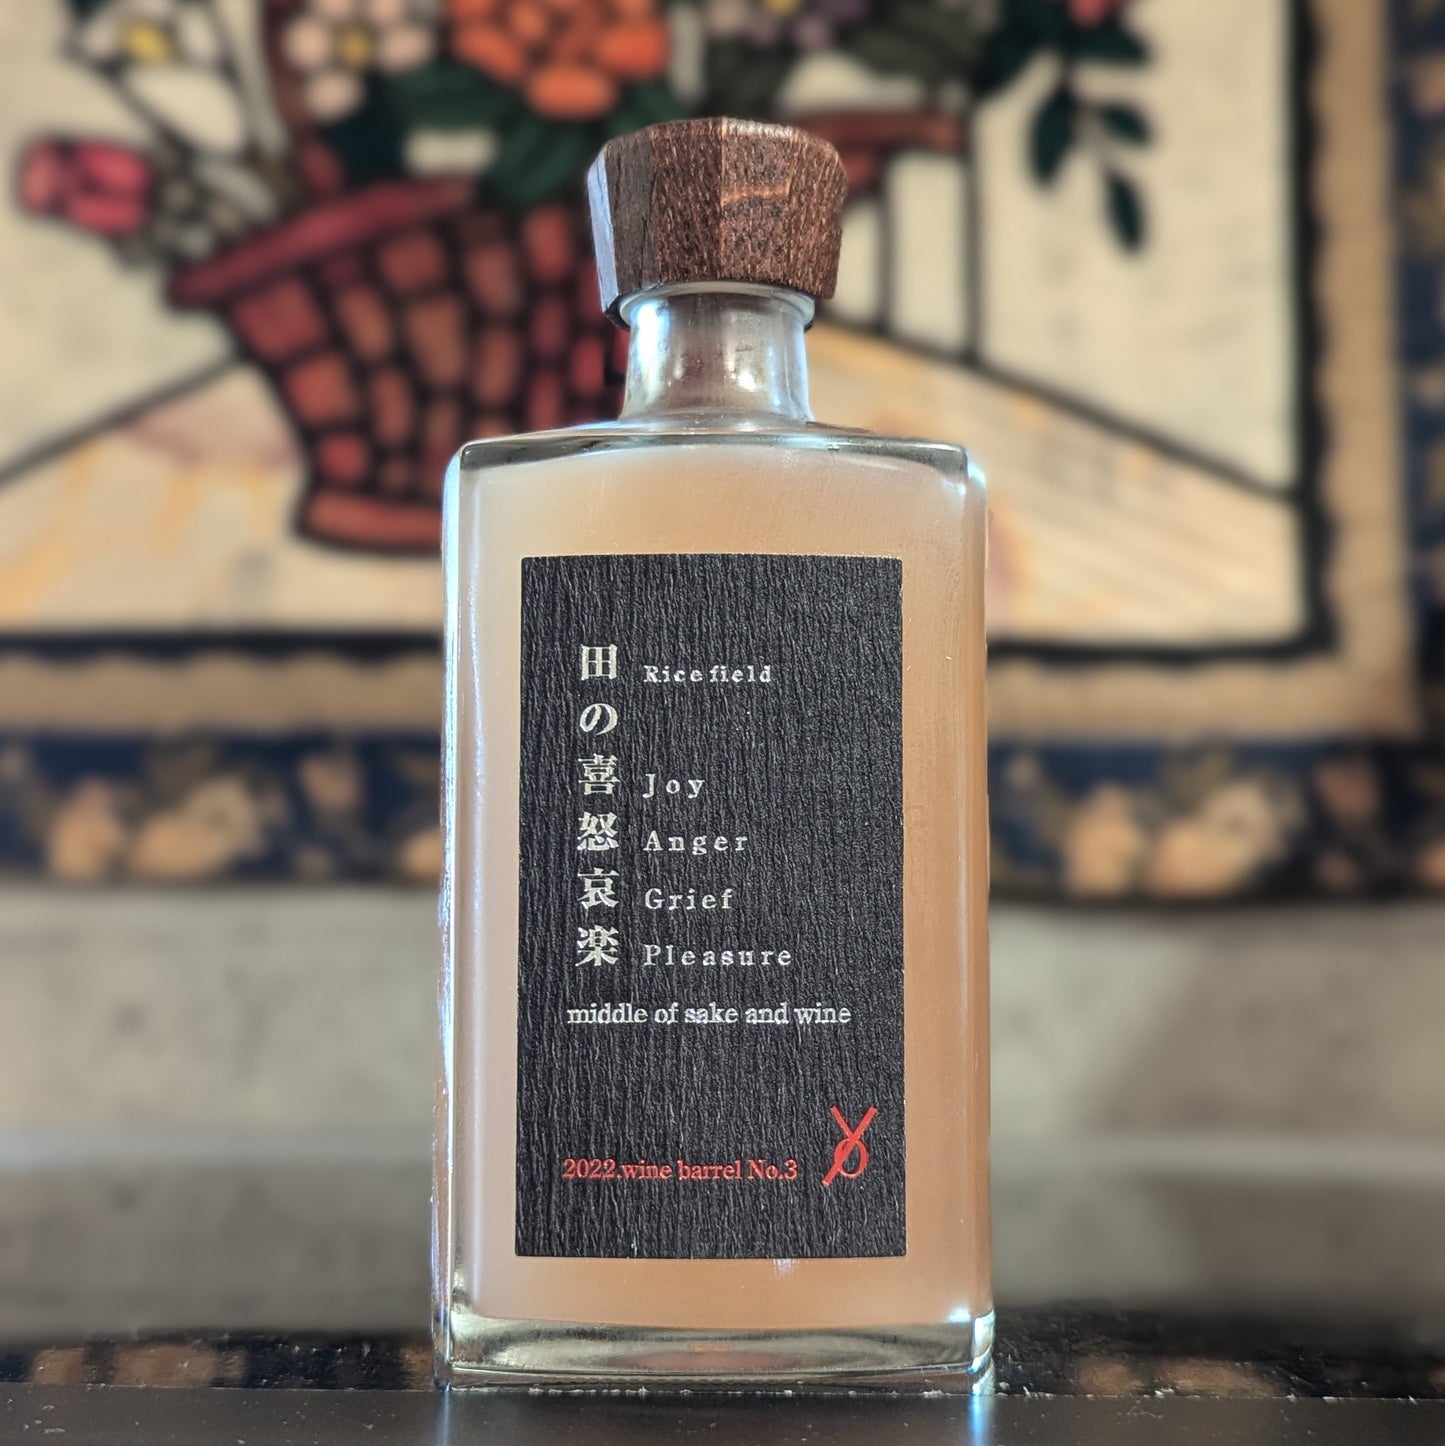 田の喜怒哀楽
Rice field
Joy
Anger
Grief
Pleasure
middle of sake and wine
2022.wine barrel No.3